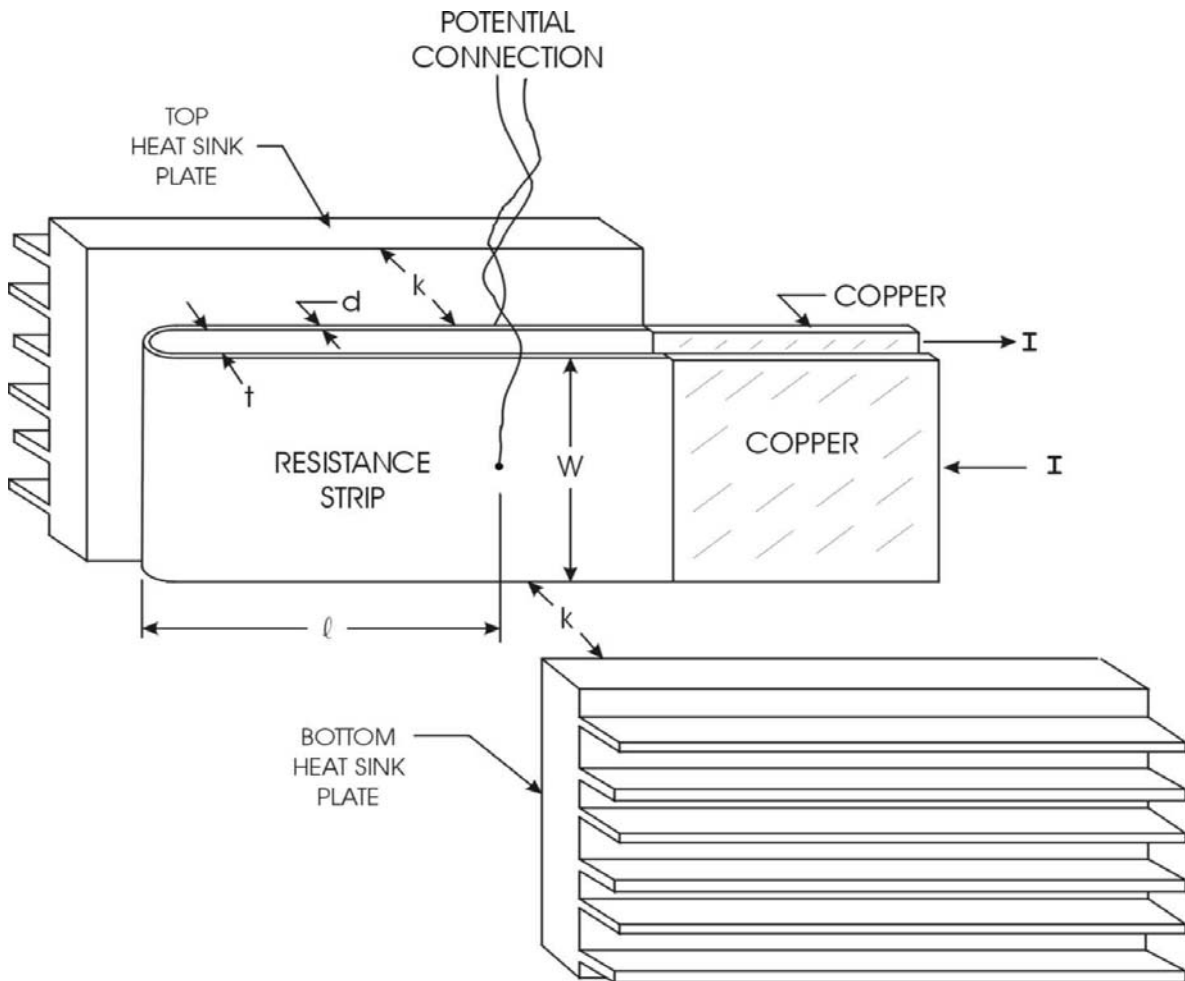 POTENTIAL
CONNECTION
TOP
HEAT SINK
PLATE
k
d
COPPER
I
t
RESISTANCE
STRIP
W
COPPER
I
ℓ
k
BOTTOM
HEAT SINK
PLATE